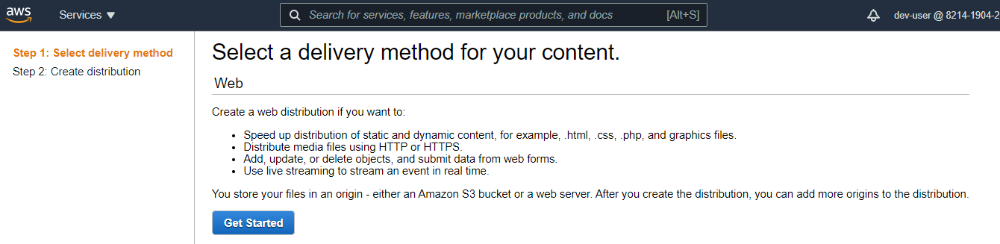 aws Services ▼ Search for services, features, marketplace products, and docs [Alt+S] dev-user @ 8214-1904-2
Step 1: Select delivery method
Step 2: Create distribution
Select a delivery method for your content.
Web
Create a web distribution if you want to:
• Speed up distribution of static and dynamic content, for example, .html, .css, .php, and graphics files.
• Distribute media files using HTTP or HTTPS.
• Add, update, or delete objects, and submit data from web forms.
• Use live streaming to stream an event in real time.
You store your files in an origin - either an Amazon S3 bucket or a web server. After you create the distribution, you can add more origins to the distribution.
Get Started